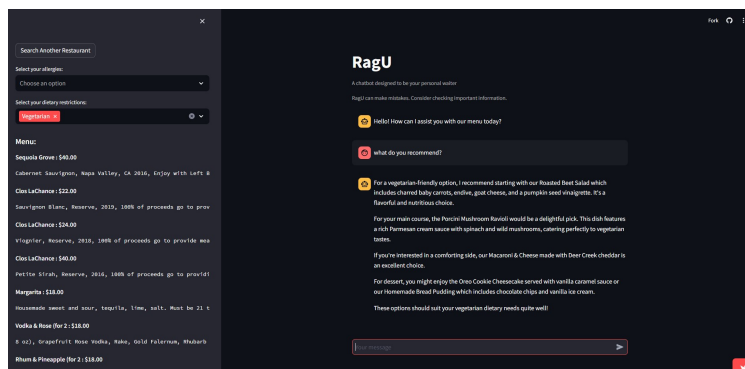 Fork
Search Another Restaurant
Select your allergies:
Choose an option
Select your dietary restrictions:
Vegetarian
Menu:
Sequoia Grove : $40.00
Cabernet Sauvignon, Napa Valley, CA 2016, Enjoy with Left B
Clos LaChance : $22.00
Sauvignon Blanc, Reserve, 2019, 100% of proceeds go to prov
Clos LaChance : $24.00
Viognier, Reserve, 2018, 100% of proceeds go to provide mea
Clos LaChance : $40.00
Petite Sirah, Reserve, 2016, 100% of proceeds go to providi
Margarita : $18.00
Housemade sweet and sour, tequila, lime, solt. Must be 21 t
Vodka & Rose (for 2 : $18.00
8 oz), Grapefruit Rose Vodka, Rake, Gold Falernum, Rhubarb
Rhum & Pineapple (for 2 : $18.00
RagU
A chatbot designed to be your personal waiter
RagU can make mistakes. Consider checking important information.
Hello! How can I assist you with our menu today?
what do you recommend?
For a vegetarian-friendly option, I recommend starting with our Roasted Beet Salad which
includes charred baby carrots, endive, goat cheese, and a pumpkin seed vinaigrette. It's a
flavorful and nutritious choice.
For your main course, the Porcini Mushroom Ravioli would be a delightful pick. This dish features
a rich Parmesan cream sauce with spinach and wild mushrooms, catering perfectly to vegetarian
tastes.
If you're interested in a comforting side, our Macaroni & Cheese made with Deer Creek cheddar is
an excellent choice.
For dessert, you might enjoy the Oreo Cookie Cheesecake served with vanilla caramel sauce or
our Homemade Bread Pudding which includes chocolate chips and vanilla ice cream.
These options should suit your vegetarian dietary needs quite well!
Your message